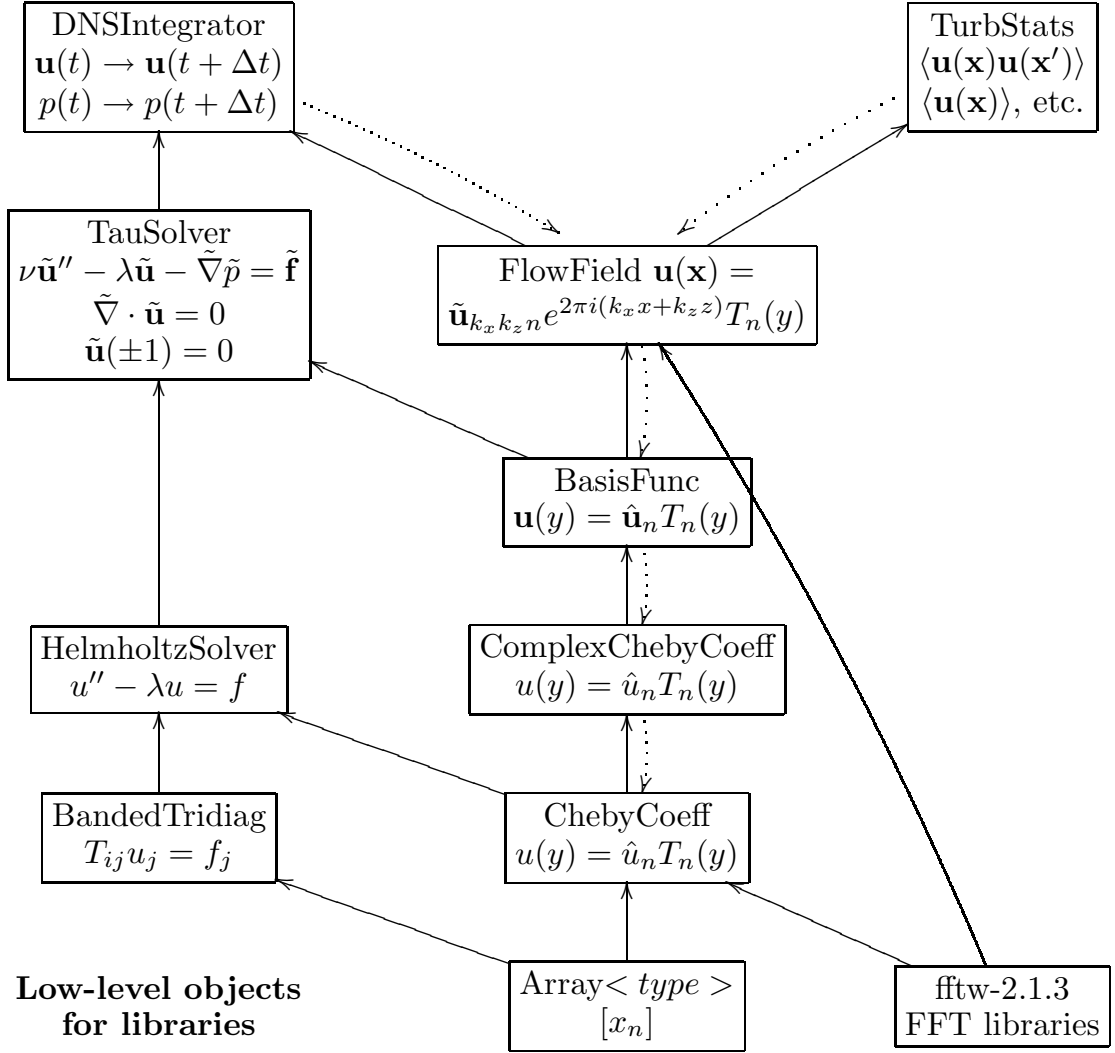 DNSIntegrator
𝐮(t) → 𝐮(t + Δt)
p(t) → p(t + Δt)
TurbStats
⟨𝐮(𝐱)𝐮(𝐱′)⟩
⟨𝐮(𝐱)⟩, etc.
TauSolver
ν𝐮̃″ − λ𝐮̃ − ∇̃p̃ = 𝐟̃
∇̃ · 𝐮̃ = 0
𝐮̃(±1) = 0
FlowField 𝐮(𝐱) =
𝐮̃_{k_x k_z n} e^{2πi(k_x x+k_z z)} T_n(y)
BasisFunc
𝐮(y) = 𝐮̂_n T_n(y)
HelmholtzSolver
u″ − λu = f
ComplexChebyCoeff
u(y) = û_n T_n(y)
BandedTridiag
T_{ij} u_j = f_j
ChebyCoeff
u(y) = û_n T_n(y)
Low-level objects
for libraries
Array< type >
[x_n]
fftw-2.1.3
FFT libraries